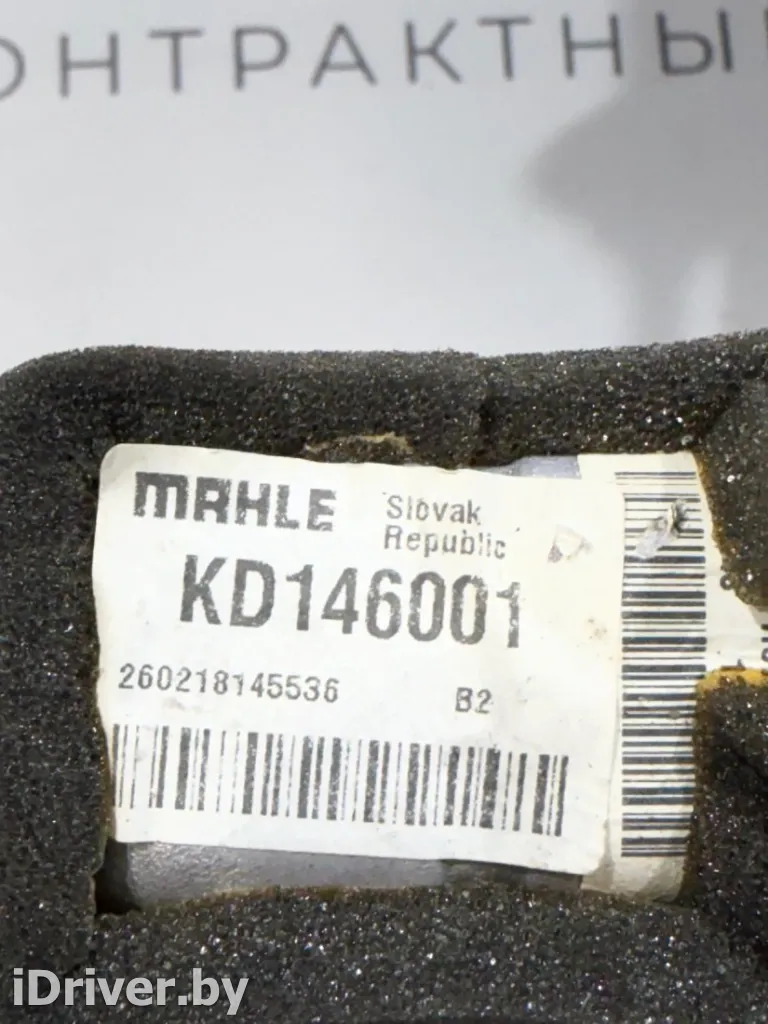 ОНТРАКТНЫ
MAHLE
Slovak
Republic
KD146001
260218145536 B2
iDriver.by